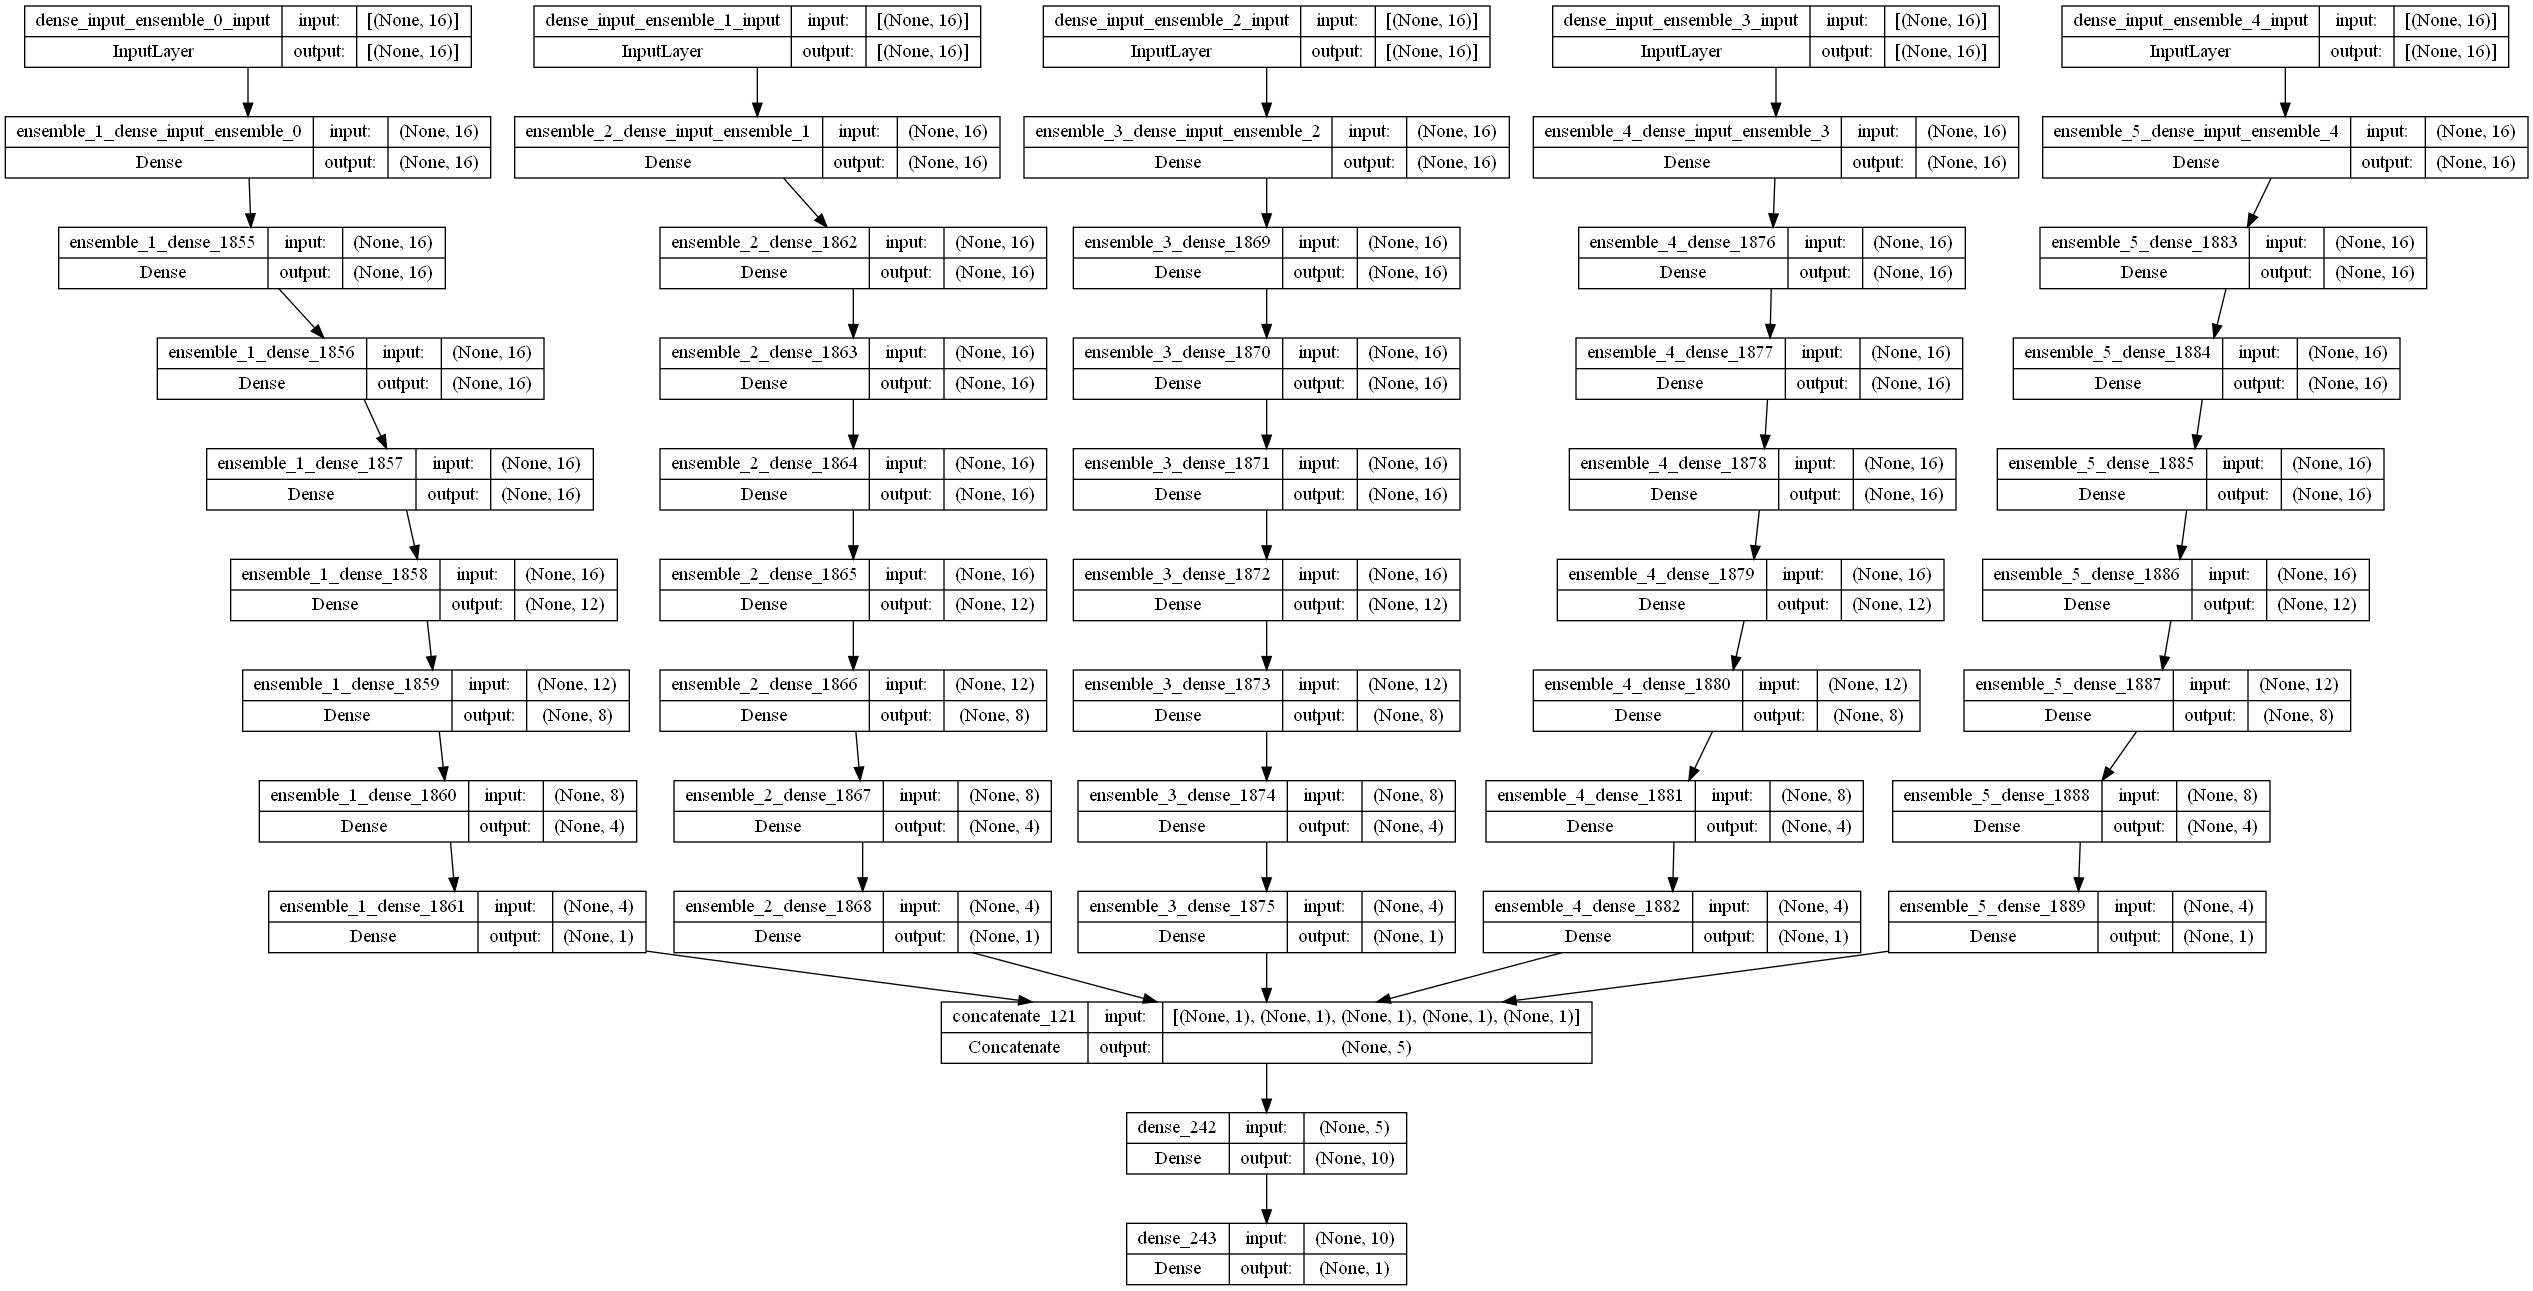 dense_input_ensemble_0_input input: [(None, 16)]
InputLayer output: [(None, 16)]
dense_input_ensemble_1_input input: [(None, 16)]
InputLayer output: [(None, 16)]
dense_input_ensemble_2_input input: [(None, 16)]
InputLayer output: [(None, 16)]
dense_input_ensemble_3_input input: [(None, 16)]
InputLayer output: [(None, 16)]
dense_input_ensemble_4_input input: [(None, 16)]
InputLayer output: [(None, 16)]
ensemble_1_dense_input_ensemble_0 input: (None, 16)
Dense output: (None, 16)
ensemble_2_dense_input_ensemble_1 input: (None, 16)
Dense output: (None, 16)
ensemble_3_dense_input_ensemble_2 input: (None, 16)
Dense output: (None, 16)
ensemble_4_dense_input_ensemble_3 input: (None, 16)
Dense output: (None, 16)
ensemble_5_dense_input_ensemble_4 input: (None, 16)
Dense output: (None, 16)
ensemble_1_dense_1855 input: (None, 16)
Dense output: (None, 16)
ensemble_2_dense_1862 input: (None, 16)
Dense output: (None, 16)
ensemble_3_dense_1869 input: (None, 16)
Dense output: (None, 16)
ensemble_4_dense_1876 input: (None, 16)
Dense output: (None, 16)
ensemble_5_dense_1883 input: (None, 16)
Dense output: (None, 16)
ensemble_1_dense_1856 input: (None, 16)
Dense output: (None, 16)
ensemble_2_dense_1863 input: (None, 16)
Dense output: (None, 16)
ensemble_3_dense_1870 input: (None, 16)
Dense output: (None, 16)
ensemble_4_dense_1877 input: (None, 16)
Dense output: (None, 16)
ensemble_5_dense_1884 input: (None, 16)
Dense output: (None, 16)
ensemble_1_dense_1857 input: (None, 16)
Dense output: (None, 16)
ensemble_2_dense_1864 input: (None, 16)
Dense output: (None, 16)
ensemble_3_dense_1871 input: (None, 16)
Dense output: (None, 16)
ensemble_4_dense_1878 input: (None, 16)
Dense output: (None, 16)
ensemble_5_dense_1885 input: (None, 16)
Dense output: (None, 16)
ensemble_1_dense_1858 input: (None, 16)
Dense output: (None, 12)
ensemble_2_dense_1865 input: (None, 16)
Dense output: (None, 12)
ensemble_3_dense_1872 input: (None, 16)
Dense output: (None, 12)
ensemble_4_dense_1879 input: (None, 16)
Dense output: (None, 12)
ensemble_5_dense_1886 input: (None, 16)
Dense output: (None, 12)
ensemble_1_dense_1859 input: (None, 12)
Dense output: (None, 8)
ensemble_2_dense_1866 input: (None, 12)
Dense output: (None, 8)
ensemble_3_dense_1873 input: (None, 12)
Dense output: (None, 8)
ensemble_4_dense_1880 input: (None, 12)
Dense output: (None, 8)
ensemble_5_dense_1887 input: (None, 12)
Dense output: (None, 8)
ensemble_1_dense_1860 input: (None, 8)
Dense output: (None, 4)
ensemble_2_dense_1867 input: (None, 8)
Dense output: (None, 4)
ensemble_3_dense_1874 input: (None, 8)
Dense output: (None, 4)
ensemble_4_dense_1881 input: (None, 8)
Dense output: (None, 4)
ensemble_5_dense_1888 input: (None, 8)
Dense output: (None, 4)
ensemble_1_dense_1861 input: (None, 4)
Dense output: (None, 1)
ensemble_2_dense_1868 input: (None, 4)
Dense output: (None, 1)
ensemble_3_dense_1875 input: (None, 4)
Dense output: (None, 1)
ensemble_4_dense_1882 input: (None, 4)
Dense output: (None, 1)
ensemble_5_dense_1889 input: (None, 4)
Dense output: (None, 1)
concatenate_121 input: [(None, 1), (None, 1), (None, 1), (None, 1), (None, 1)]
Concatenate output: (None, 5)
dense_242 input: (None, 5)
Dense output: (None, 10)
dense_243 input: (None, 10)
Dense output: (None, 1)